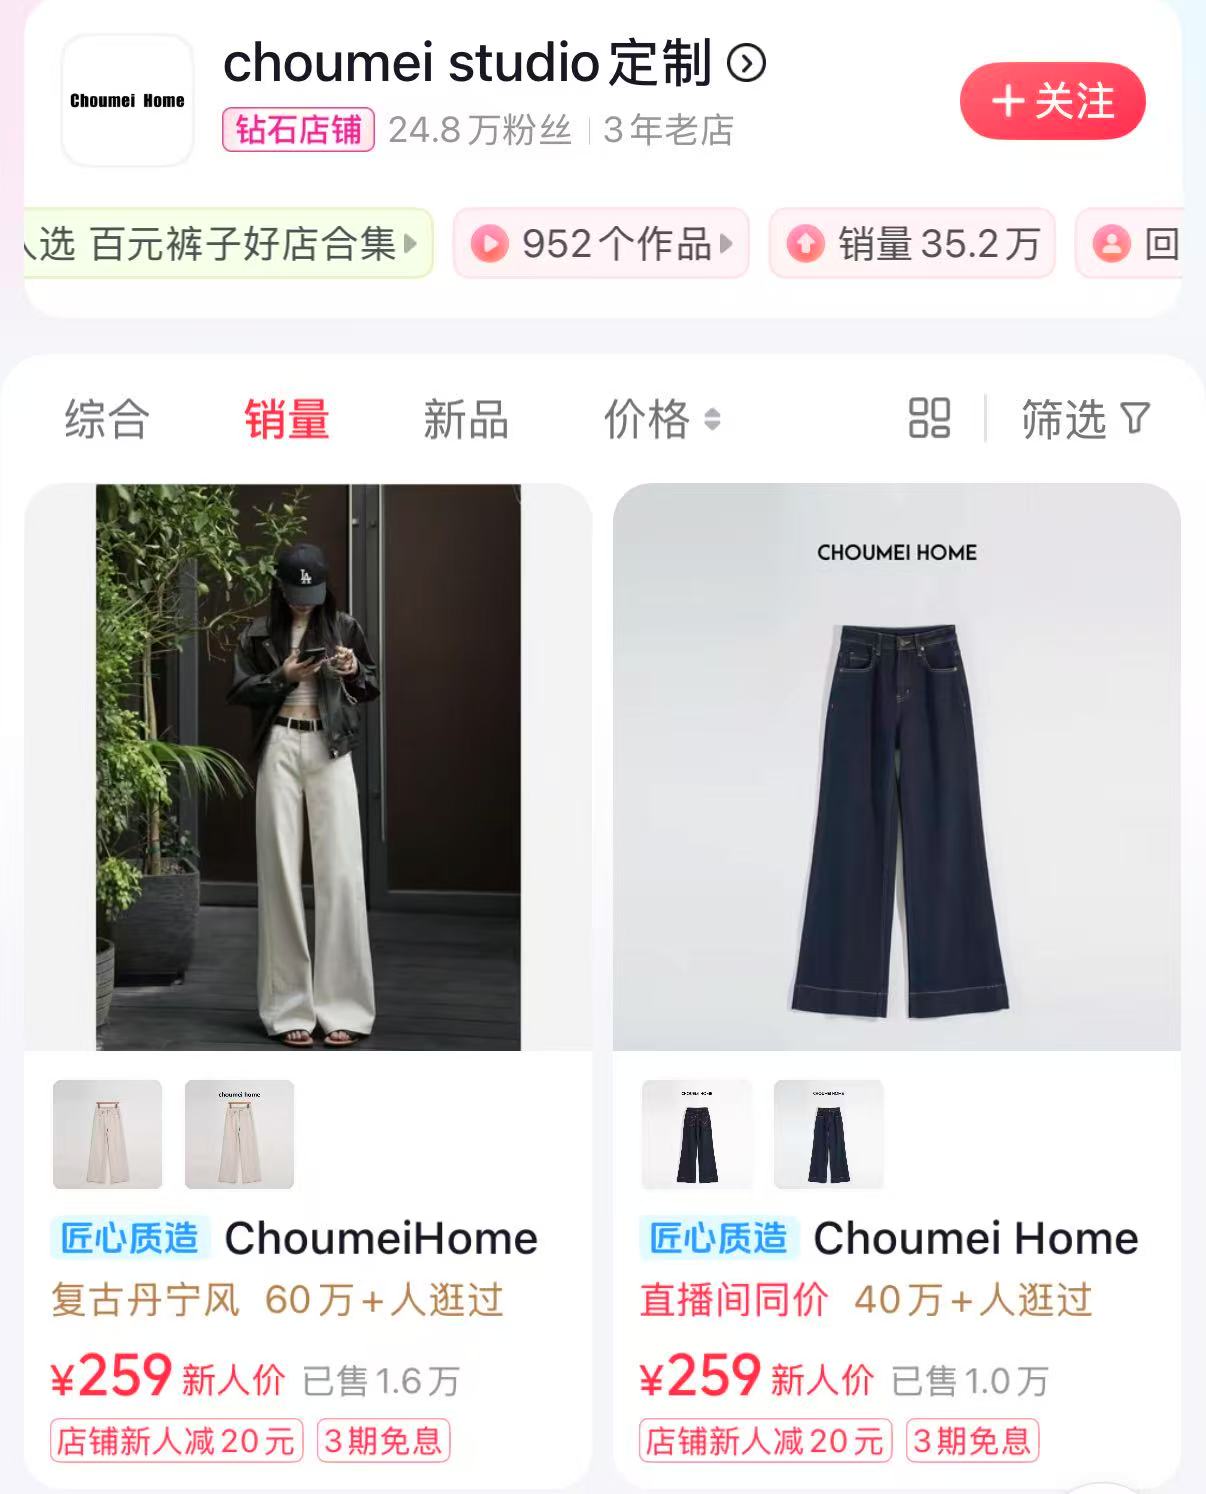 Choumei Home
choumei studio定制
钻石店铺 24.8万粉丝 3年老店
+关注
选 百元裤子好店合集
952个作品
销量35.2万
回
综合 销量 新品 价格 筛选
LA
CHOUMEI HOME
choumei home
CHOUMEI HOME
CHOUMEI HOME
匠心质造 ChoumeiHome
复古丹宁风 60万+人逛过
¥259 新人价 已售1.6万
店铺新人减20元 3期免息
匠心质造 Choumei Home
直播间同价 40万+人逛过
¥259 新人价 已售1.0万
店铺新人减20元 3期免息